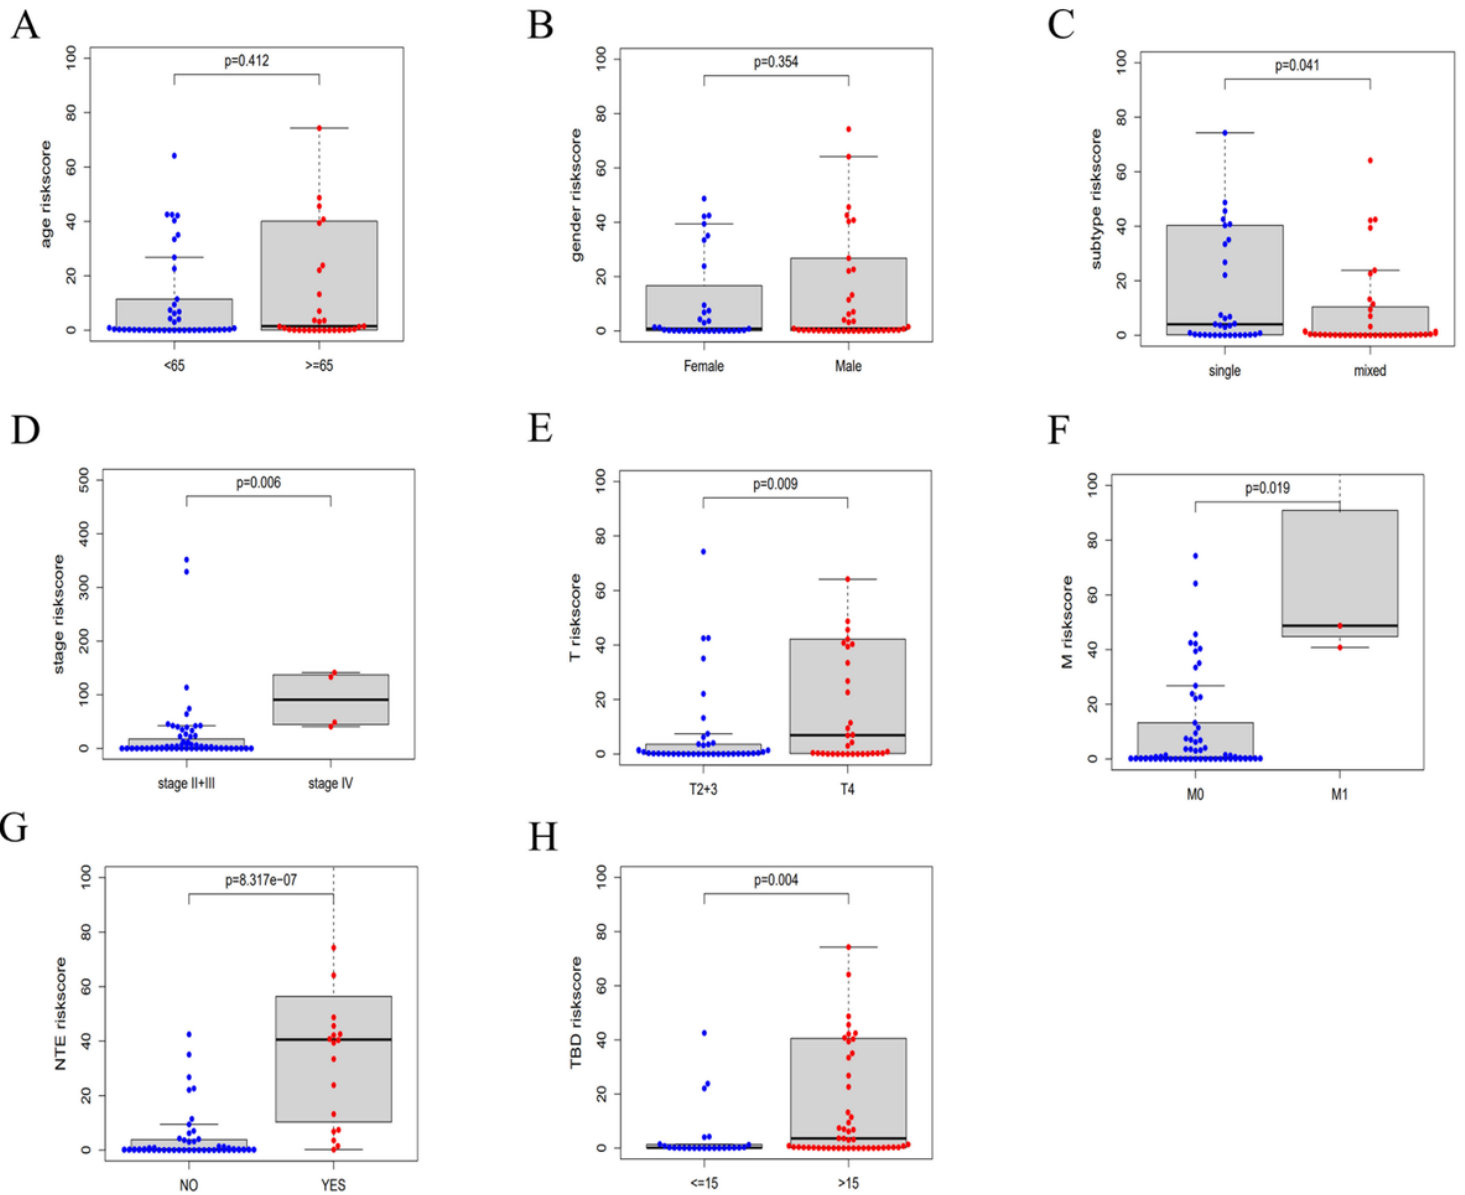 A
age riskscore
100
80
60
40
20
0
p=0.412
<65
>=65
B
gender riskscore
100
80
60
40
20
0
p=0.354
Female
Male
C
subtype riskscore
100
80
60
40
20
0
p=0.041
single
mixed
D
stage riskscore
500
400
300
200
100
0
p=0.006
stage II+III
stage IV
E
T riskscore
100
80
60
40
20
0
p=0.009
T2+3
T4
F
M riskscore
100
80
60
40
20
0
p=0.019
M0
M1
G
NTE riskscore
100
80
60
40
20
0
p=8.317e−07
NO
YES
H
TBD riskscore
100
80
60
40
20
0
p=0.004
<=15
>15